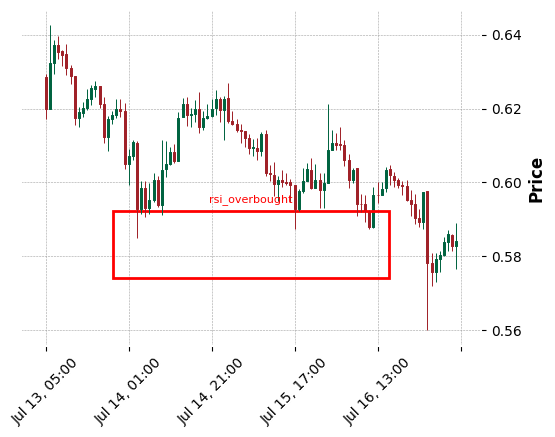 0.64
0.62
rsi_overbought
0.60
0.58
0.56
Price
Jul 13, 05:00
Jul 14, 01:00
Jul 14, 21:00
Jul 15, 17:00
Jul 16, 13:00